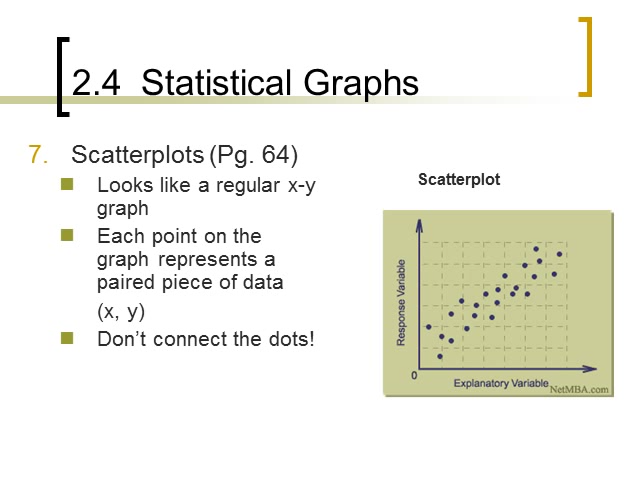 2.4 Statistical Graphs
7. Scatterplots (Pg. 64)
Looks like a regular x-y
graph
Each point on the
graph represents a
paired piece of data
(x, y)
Don’t connect the dots!
Scatterplot
Response Variable
0
Explanatory Variable
NetMBA.com